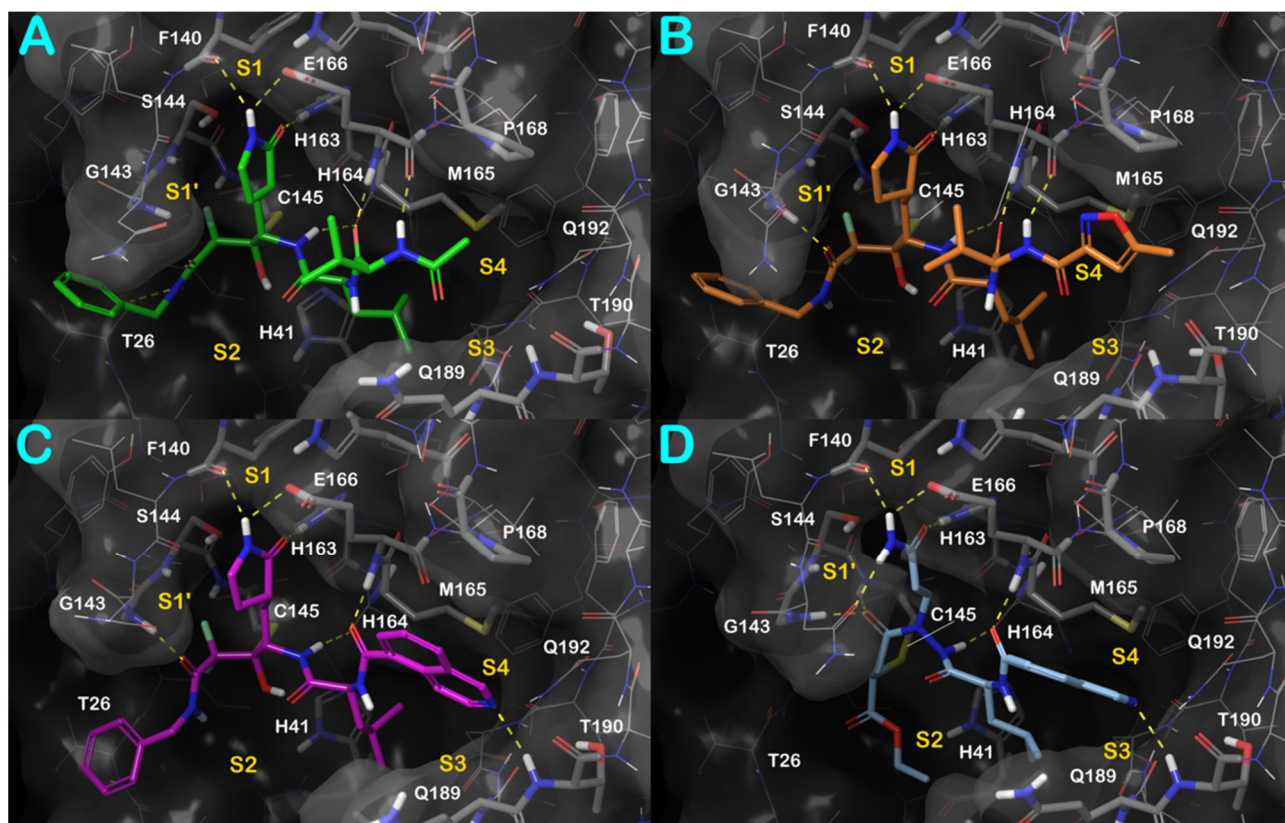 A
F140
S1
E166
S144
P168
H163
G143
S1'
C145
H164
M165
Q192
S4
T26
S2
H41
S3
T190
Q189
B
F140
S1
E166
S144
H164
P168
H163
G143
S1'
C145
M165
Q192
S4
T26
S2
H41
S3
T190
Q189
C
F140
S1
E166
S144
P168
H163
S1'
G143
C145
M165
H164
Q192
S4
T26
H41
S2
S3
T190
Q189
D
F140
S1
E166
S144
P168
H163
S1'
G143
C145
M165
H164
Q192
S4
T190
S2
H41
S3
T26
Q189